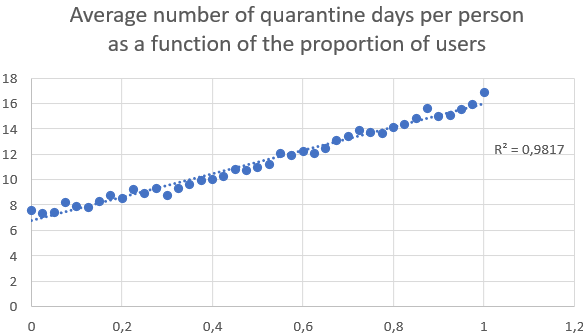 Average number of quarantine days per person
as a function of the proportion of users
18
16
14
12
10
8
6
4
2
0
R² = 0,9817
0 0,2 0,4 0,6 0,8 1 1,2